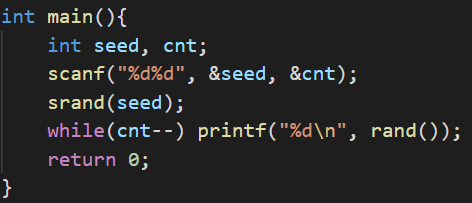 int main(){
    int seed, cnt;
    scanf("%d%d", &seed, &cnt);
    srand(seed);
    while(cnt--) printf("%d\n", rand());
    return 0;
}